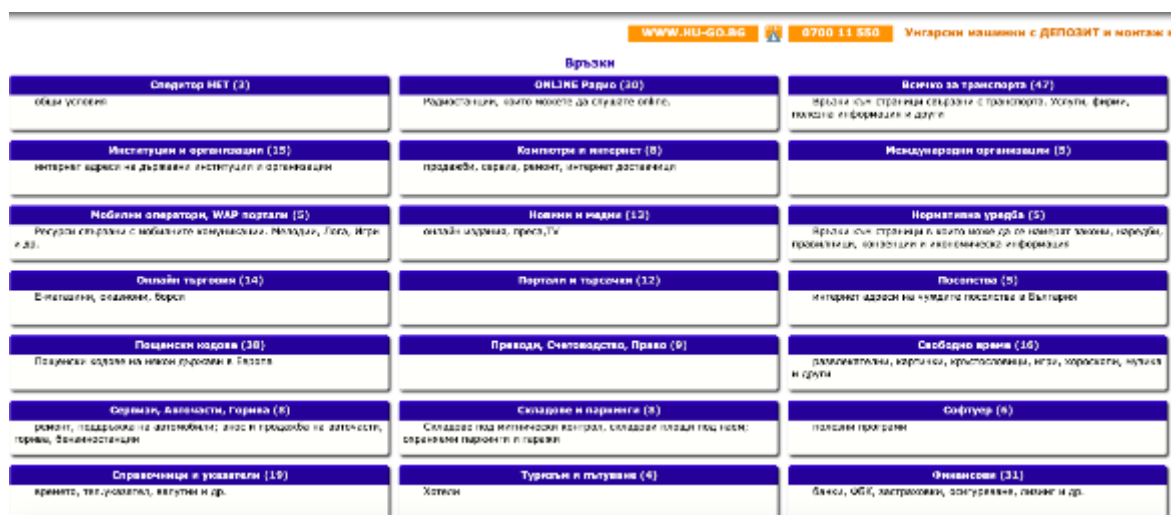 WWW.HU-GO.BG 0700 11 550 Унгарски машинни с ДЕПОЗИТ и монтаж
Връзки
Спедитор НЕТ (3)
общи условия
ONLINE Радио (30)
Радиостанции, които можете да слушате online.
Всичко за транспорта (47)
Връзки към страници свързани с транспорта. Услуги, фирми,
полезна информация и други
Институции и организации (15)
интернет адреси на държавни институции и организации
Компютри и интернет (8)
продажби, сервиз, ремонт, интернет доставчици
Международни организации (5)
Мобилни оператори, WAP портали (5)
Ресурси свързани с мобилните комуникации. Мелодии, Лога, Игри
и др.
Новини и медии (13)
онлайн издания, преса,TV
Нормативна уредба (5)
Връзки към страници в които може да се намерят закони, наредби,
правилници, конвенции и икономическа информация
Онлайн търговия (14)
Е-магазини, аукциони, борси
Портали и търсачки (12)
Посолства (5)
интернет адреси на чуждите посолства в България
Пощенски кодове (38)
Пощенски кодове на някои държави в Европа
Преводи, Счетоводство, Право (9)
Свободно време (16)
развлекателни, картички, кръстословици, игри, хороскопи, музика
и други
Сервизи, Авточасти, Горива (8)
ремонт, поддръжка на автомобили; внос и продажба на авточасти,
горива, бензиностанции
Складове и паркинги (8)
Складове под митнически контрол, складови площи под наем;
охраняеми паркинги и гаражи
Софтуер (6)
полезни програми
Справочници и указатели (19)
времето, тел.указател, валутни и др.
Туризъм и пътуване (4)
Хотели
Финансови (31)
банки, ФБК, застраховки, осигуряване, лизинг и др.